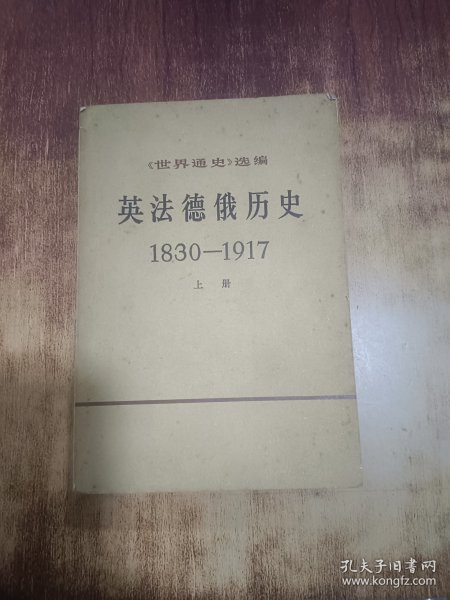 《世界通史》选编
英法德俄历史
1830—1917
上册
孔夫子旧书网
www.kongfz.com